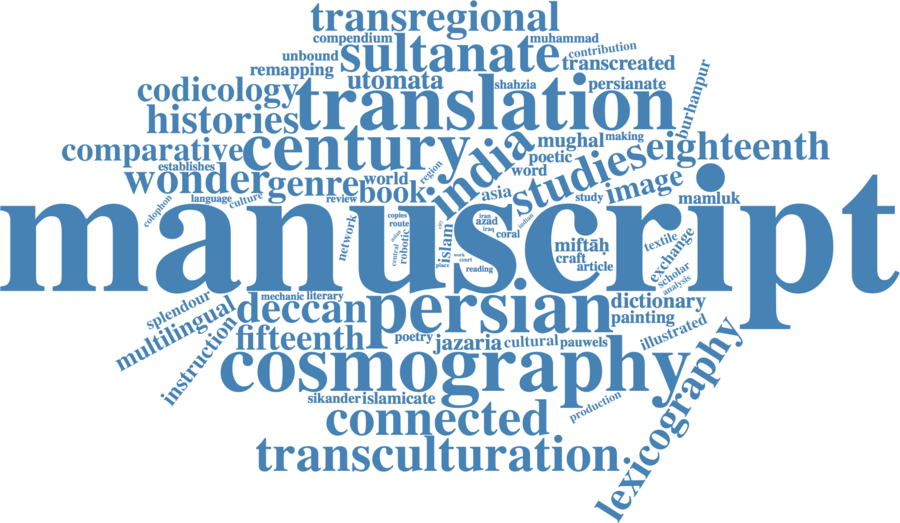 transregional
compendium
muhammad
sultanate
contribution
unbound
transcreated
remapping
utomata
shahzia
persianate
codicology
translation
burhanpur
histories
century
india
mughal
making
eighteenth
comparative
poetic
studies
establishes
region
word
wonder
genre
world
book
asia
study
image
mamluk
review
language
culture
colophon
manuscript
network
copies
route
robotic
central
islam
city
iran
azad
iraq
indian
coral
work
court
place
reading
miftāḥ
craft
article
textile
exchange
scholar
analysis
splendour
mechanic
literary
deccan
persian
dictionary
painting
multilingual
fifteenth
poetry
jazaria
cultural
pauwels
illustrated
instruction
cosmography
lexicography
sikander
islamicate
production
connected
transculturation